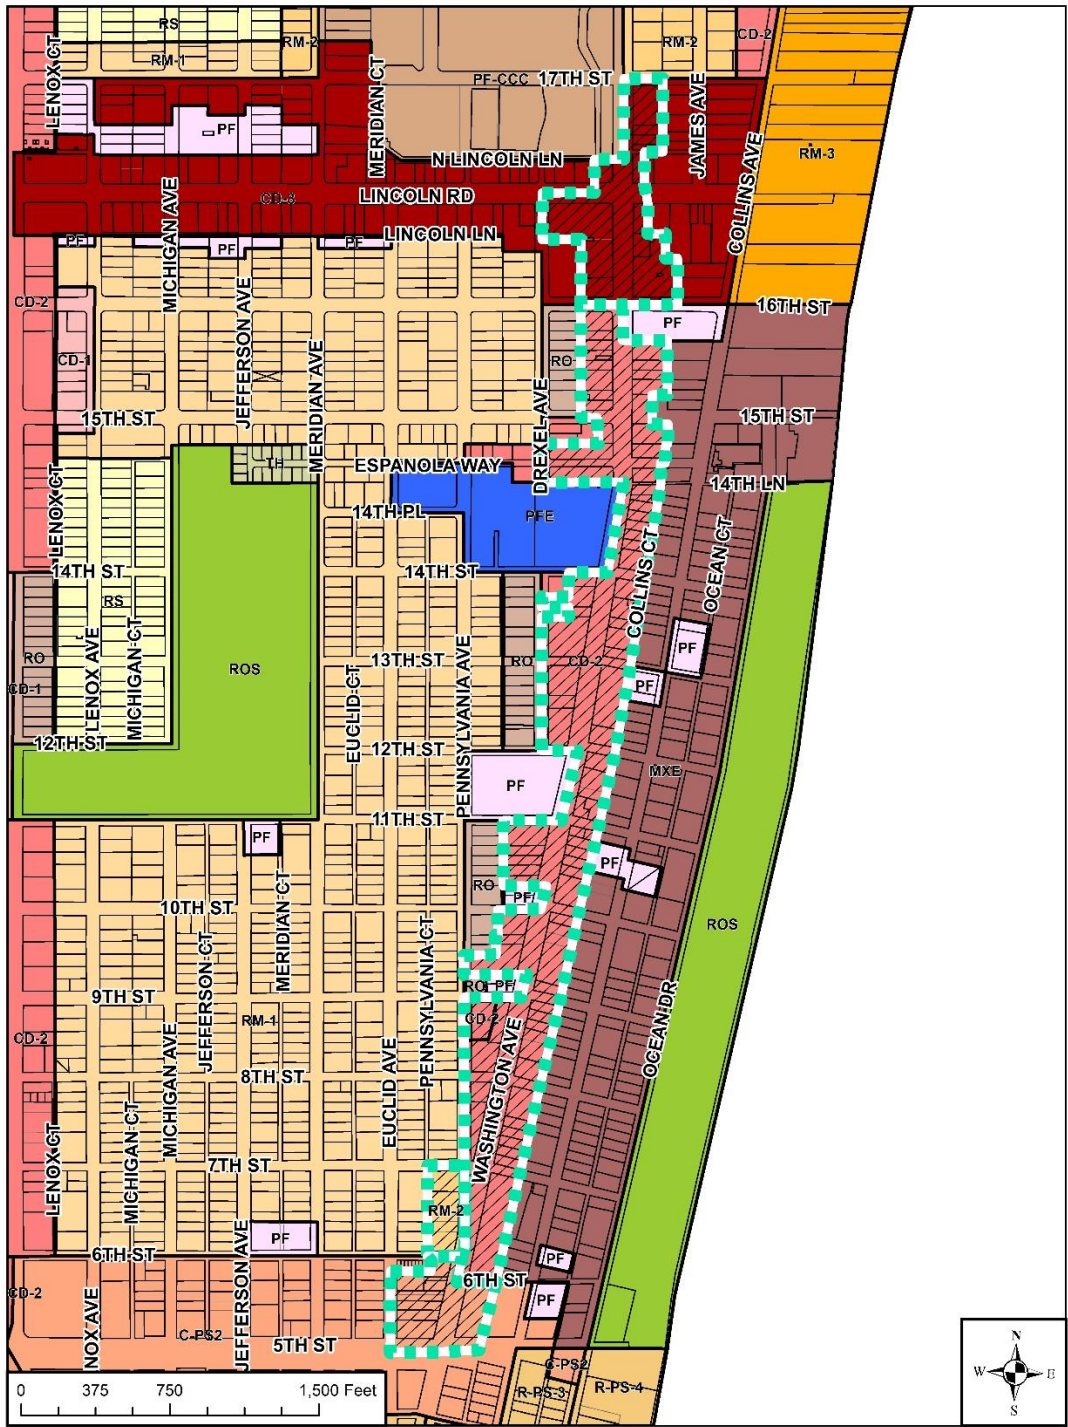 RS
RM-2
RM-1
RM-2
CD-2
LENOX CT
MERIDIAN CT
PF-CCC
17TH ST
JAMES AVE
PF
N LINCOLN LN
COLLINS AVE
RM-3
MICHIGAN AVE
CD-3
LINCOLN RD
PF
PF
PF
LINCOLN LN
CD-2
JEFFERSON AVE
16TH ST
PF
CD-1
MERIDIAN AVE
RO
15TH ST
DREXEL AVE
15TH ST
LENOX CT
TH
ESPANOLA WAY
14TH LN
14TH PL
PFE
COLLINS CT
OCEAN CT
14TH ST
14TH ST
RS
RO
LENOX AVE
MICHIGAN CT
ROS
EUCLID CT
13TH ST
PENNSYLVANIA AVE
RO
CD-2
PF
PF
CD-1
12TH ST
12TH ST
PF
MXE
11TH ST
PF
PF
RO
PF
10TH ST
MERIDIAN CT
PENNSYLVANIA CT
ROS
9TH ST
JEFFERSON CT
RO
PF
CD-2
RM-1
CD-2
MICHIGAN AVE
8TH ST
EUCLID AVE
WASHINGTON AVE
OCEAN DR
LENOX CT
MICHIGAN CT
7TH ST
RM-2
PF
6TH ST
JEFFERSON AVE
PF
6TH ST
PF
CD-2
NOX AVE
C-PS2
5TH ST
C-PS2
R-PS-3
R-PS-4
0 375 750 1,500 Feet
N
W E
S